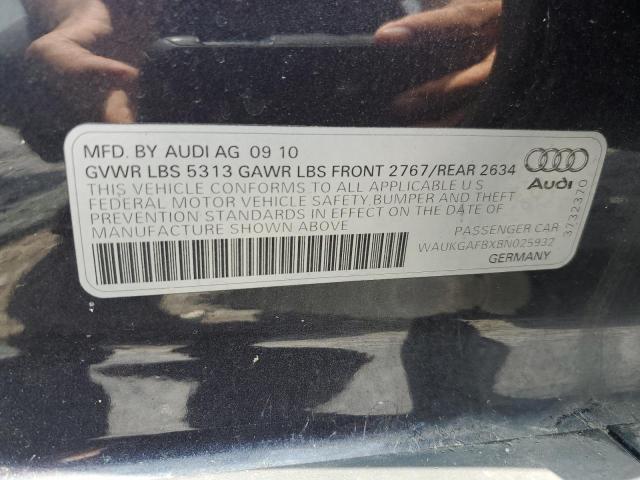 MFD. BY AUDI AG 09 10
GVWR LBS 5313 GAWR LBS FRONT 2767/REAR 2634
THIS VEHICLE CONFORMS TO ALL APPLICABLE U S
FEDERAL MOTOR VEHICLE SAFETY,BUMPER AND THEFT
PREVENTION STANDARDS IN EFFECT ON THE DATE OF
MANUFACTURE SHOWN ABOVE
PASSENGER CAR
WAUKGAFBXBN025932
GERMANY
Audi
3732370